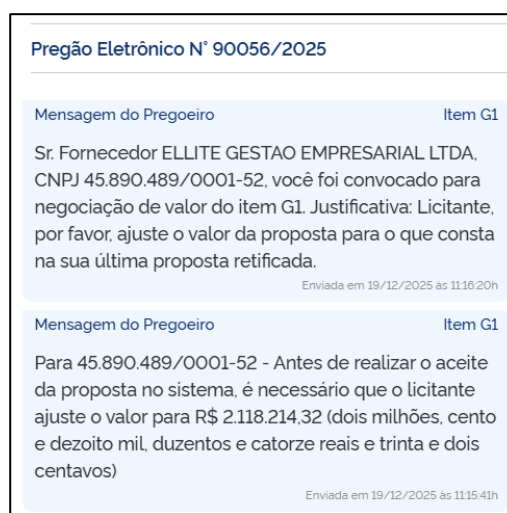 Pregão Eletrônico N° 90056/2025
Mensagem do Pregoeiro Item G1
Sr. Fornecedor ELLITE GESTAO EMPRESARIAL LTDA,
CNPJ 45.890.489/0001-52, você foi convocado para
negociação de valor do item G1. Justificativa: Licitante,
por favor, ajuste o valor da proposta para o que consta
na sua última proposta retificada.
Enviada em 19/12/2025 às 11:16:20h
Mensagem do Pregoeiro Item G1
Para 45.890.489/0001-52 - Antes de realizar o aceite
da proposta no sistema, é necessário que o licitante
ajuste o valor para R$ 2.118.214,32 (dois milhões, cento
e dezoito mil, duzentos e catorze reais e trinta e dois
centavos)
Enviada em 19/12/2025 às 11:15:41h